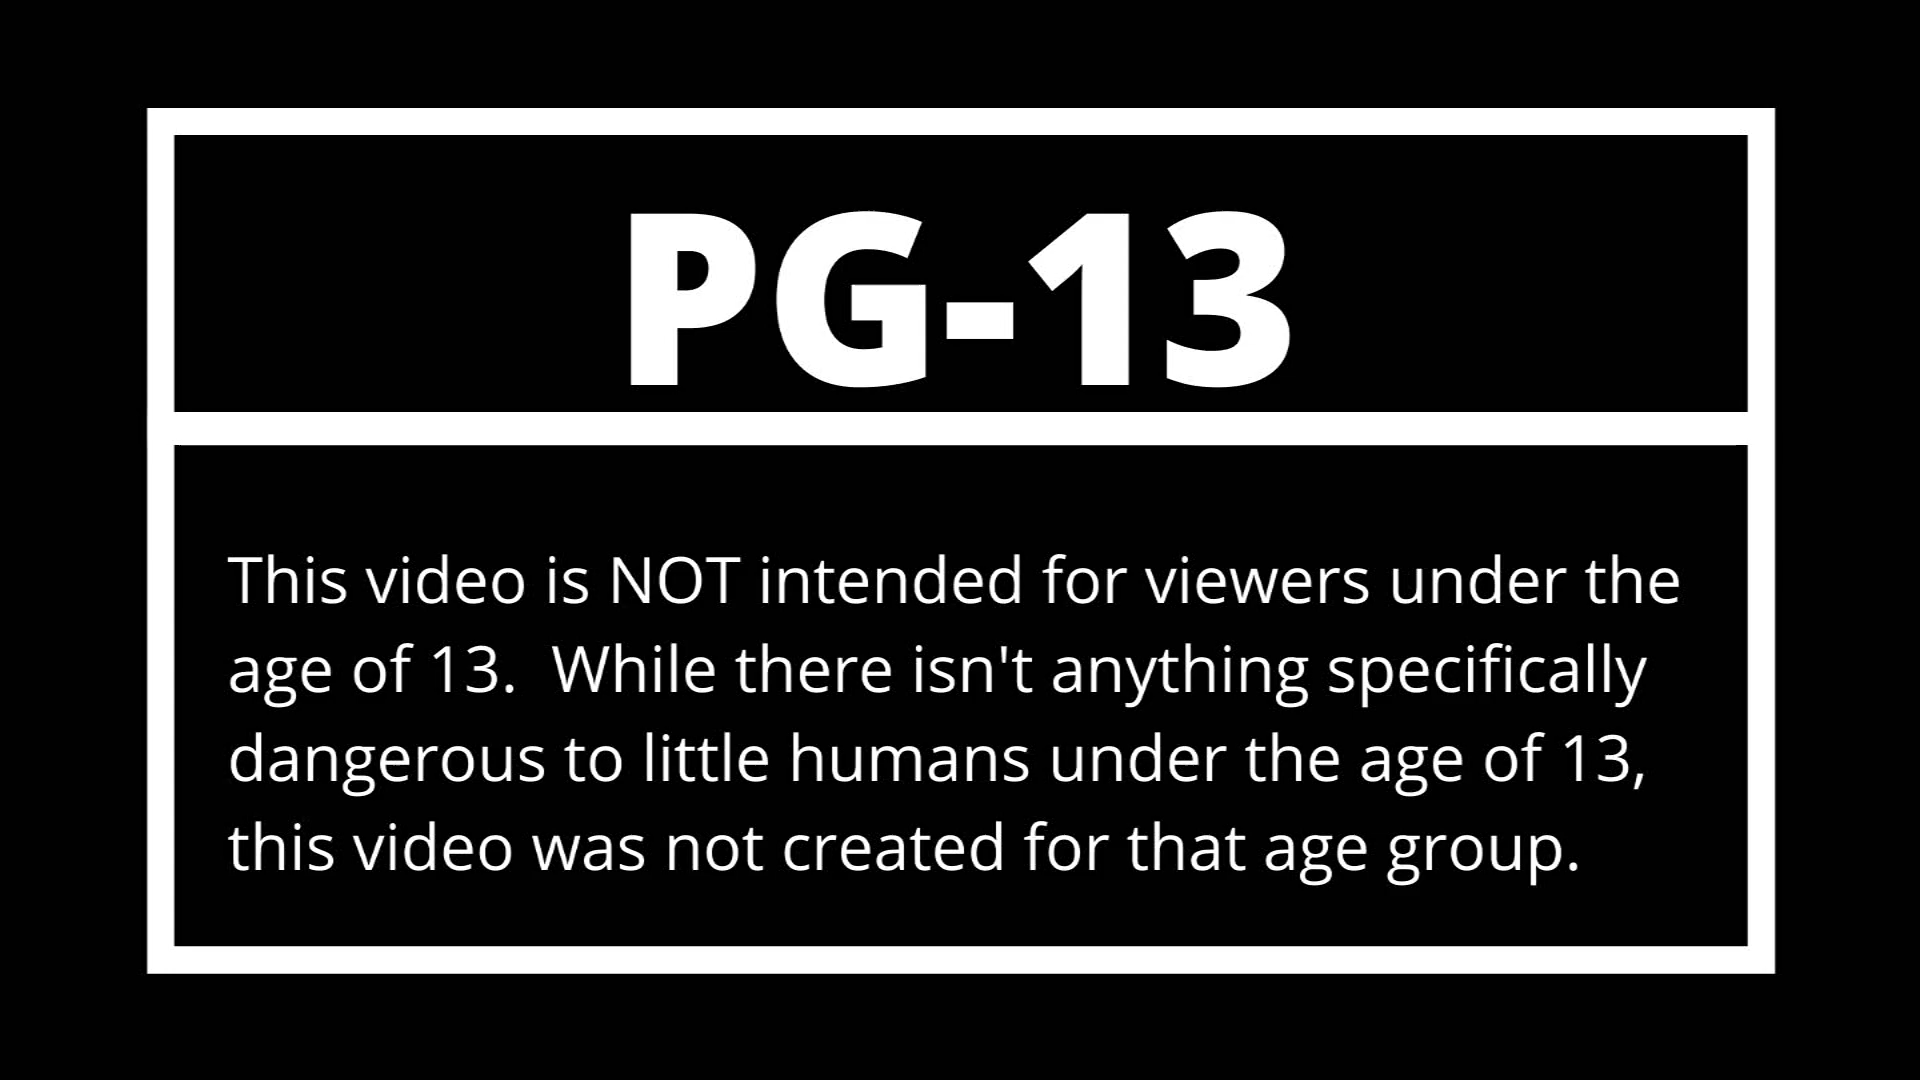 PG-13
This video is NOT intended for viewers under the
age of 13.  While there isn't anything specifically
dangerous to little humans under the age of 13,
this video was not created for that age group.